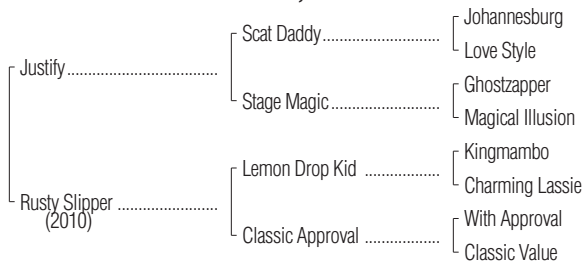 Johannesburg
Scat Daddy..............................
Love Style
Justify......................................
Ghostzapper
Stage Magic............................
Magical Illusion
Kingmambo
Lemon Drop Kid ...................
Charming Lassie
Rusty Slipper .........................
(2010)
With Approval
Classic Approval ...................
Classic Value